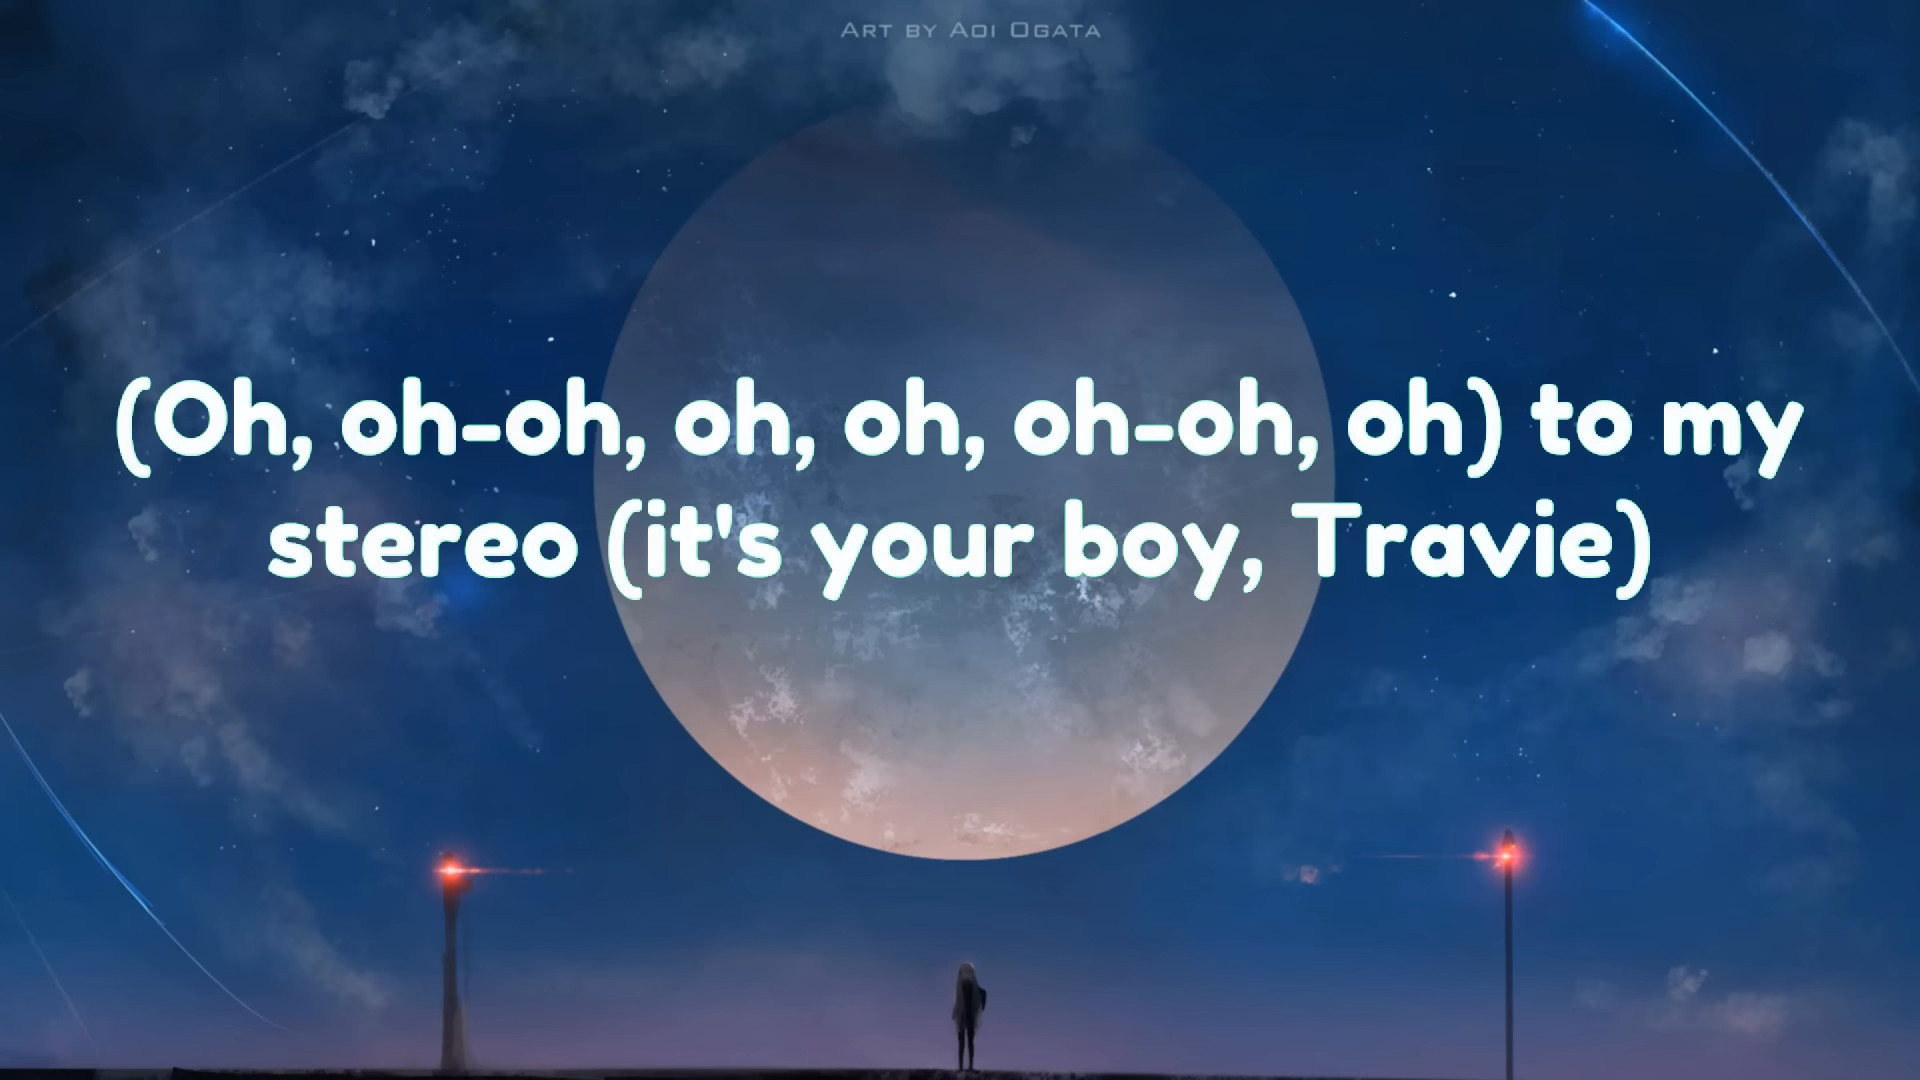 Art by Aoi Ogata
(Oh, oh-oh, oh, oh, oh-oh, oh) to my
stereo (it's your boy, Travie)